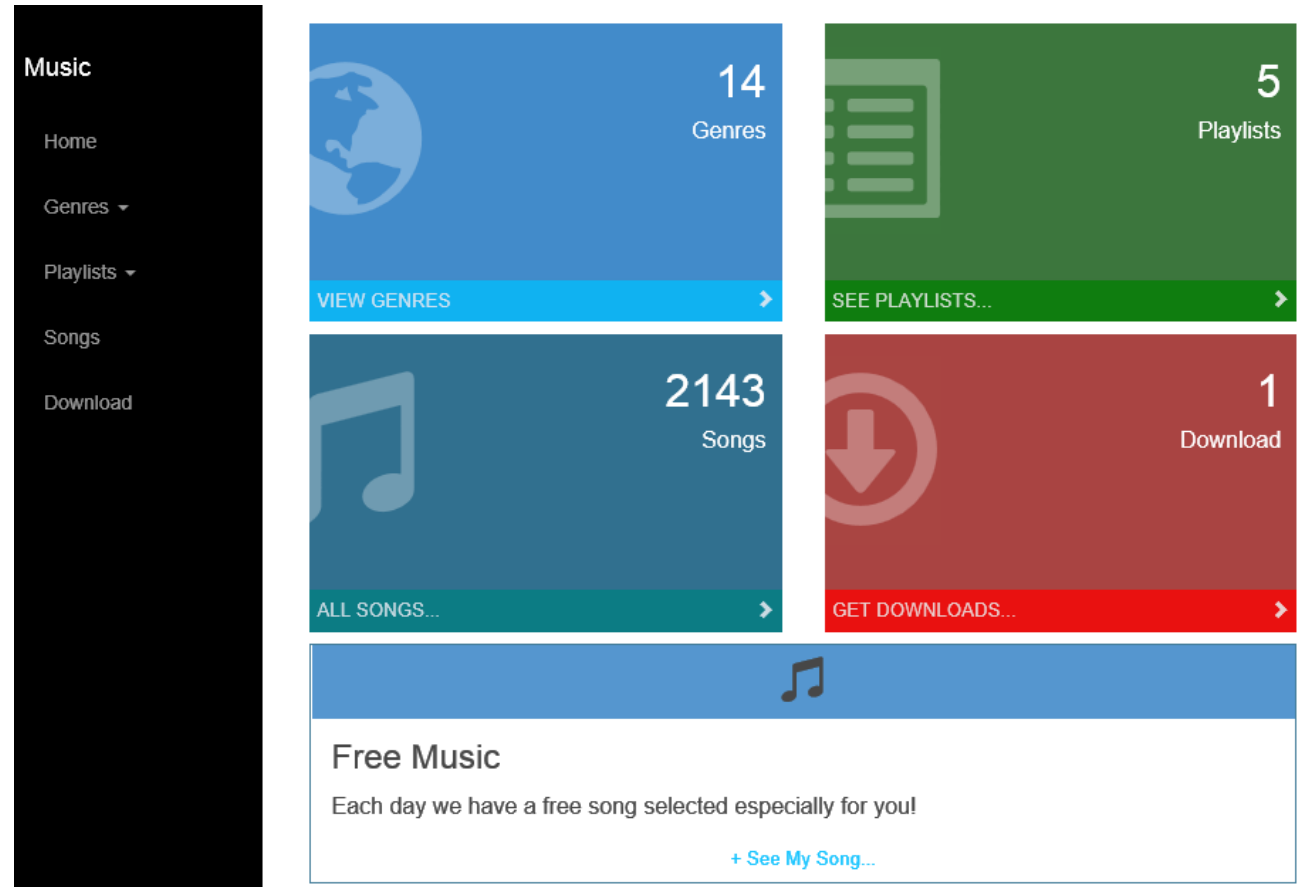 Music
Home
Genres
Playlists
Songs
Download
14
Genres
VIEW GENRES
5
Playlists
SEE PLAYLISTS...
2143
Songs
ALL SONGS...
1
Download
GET DOWNLOADS...
Free Music
Each day we have a free song selected especially for you!
+ See My Song...